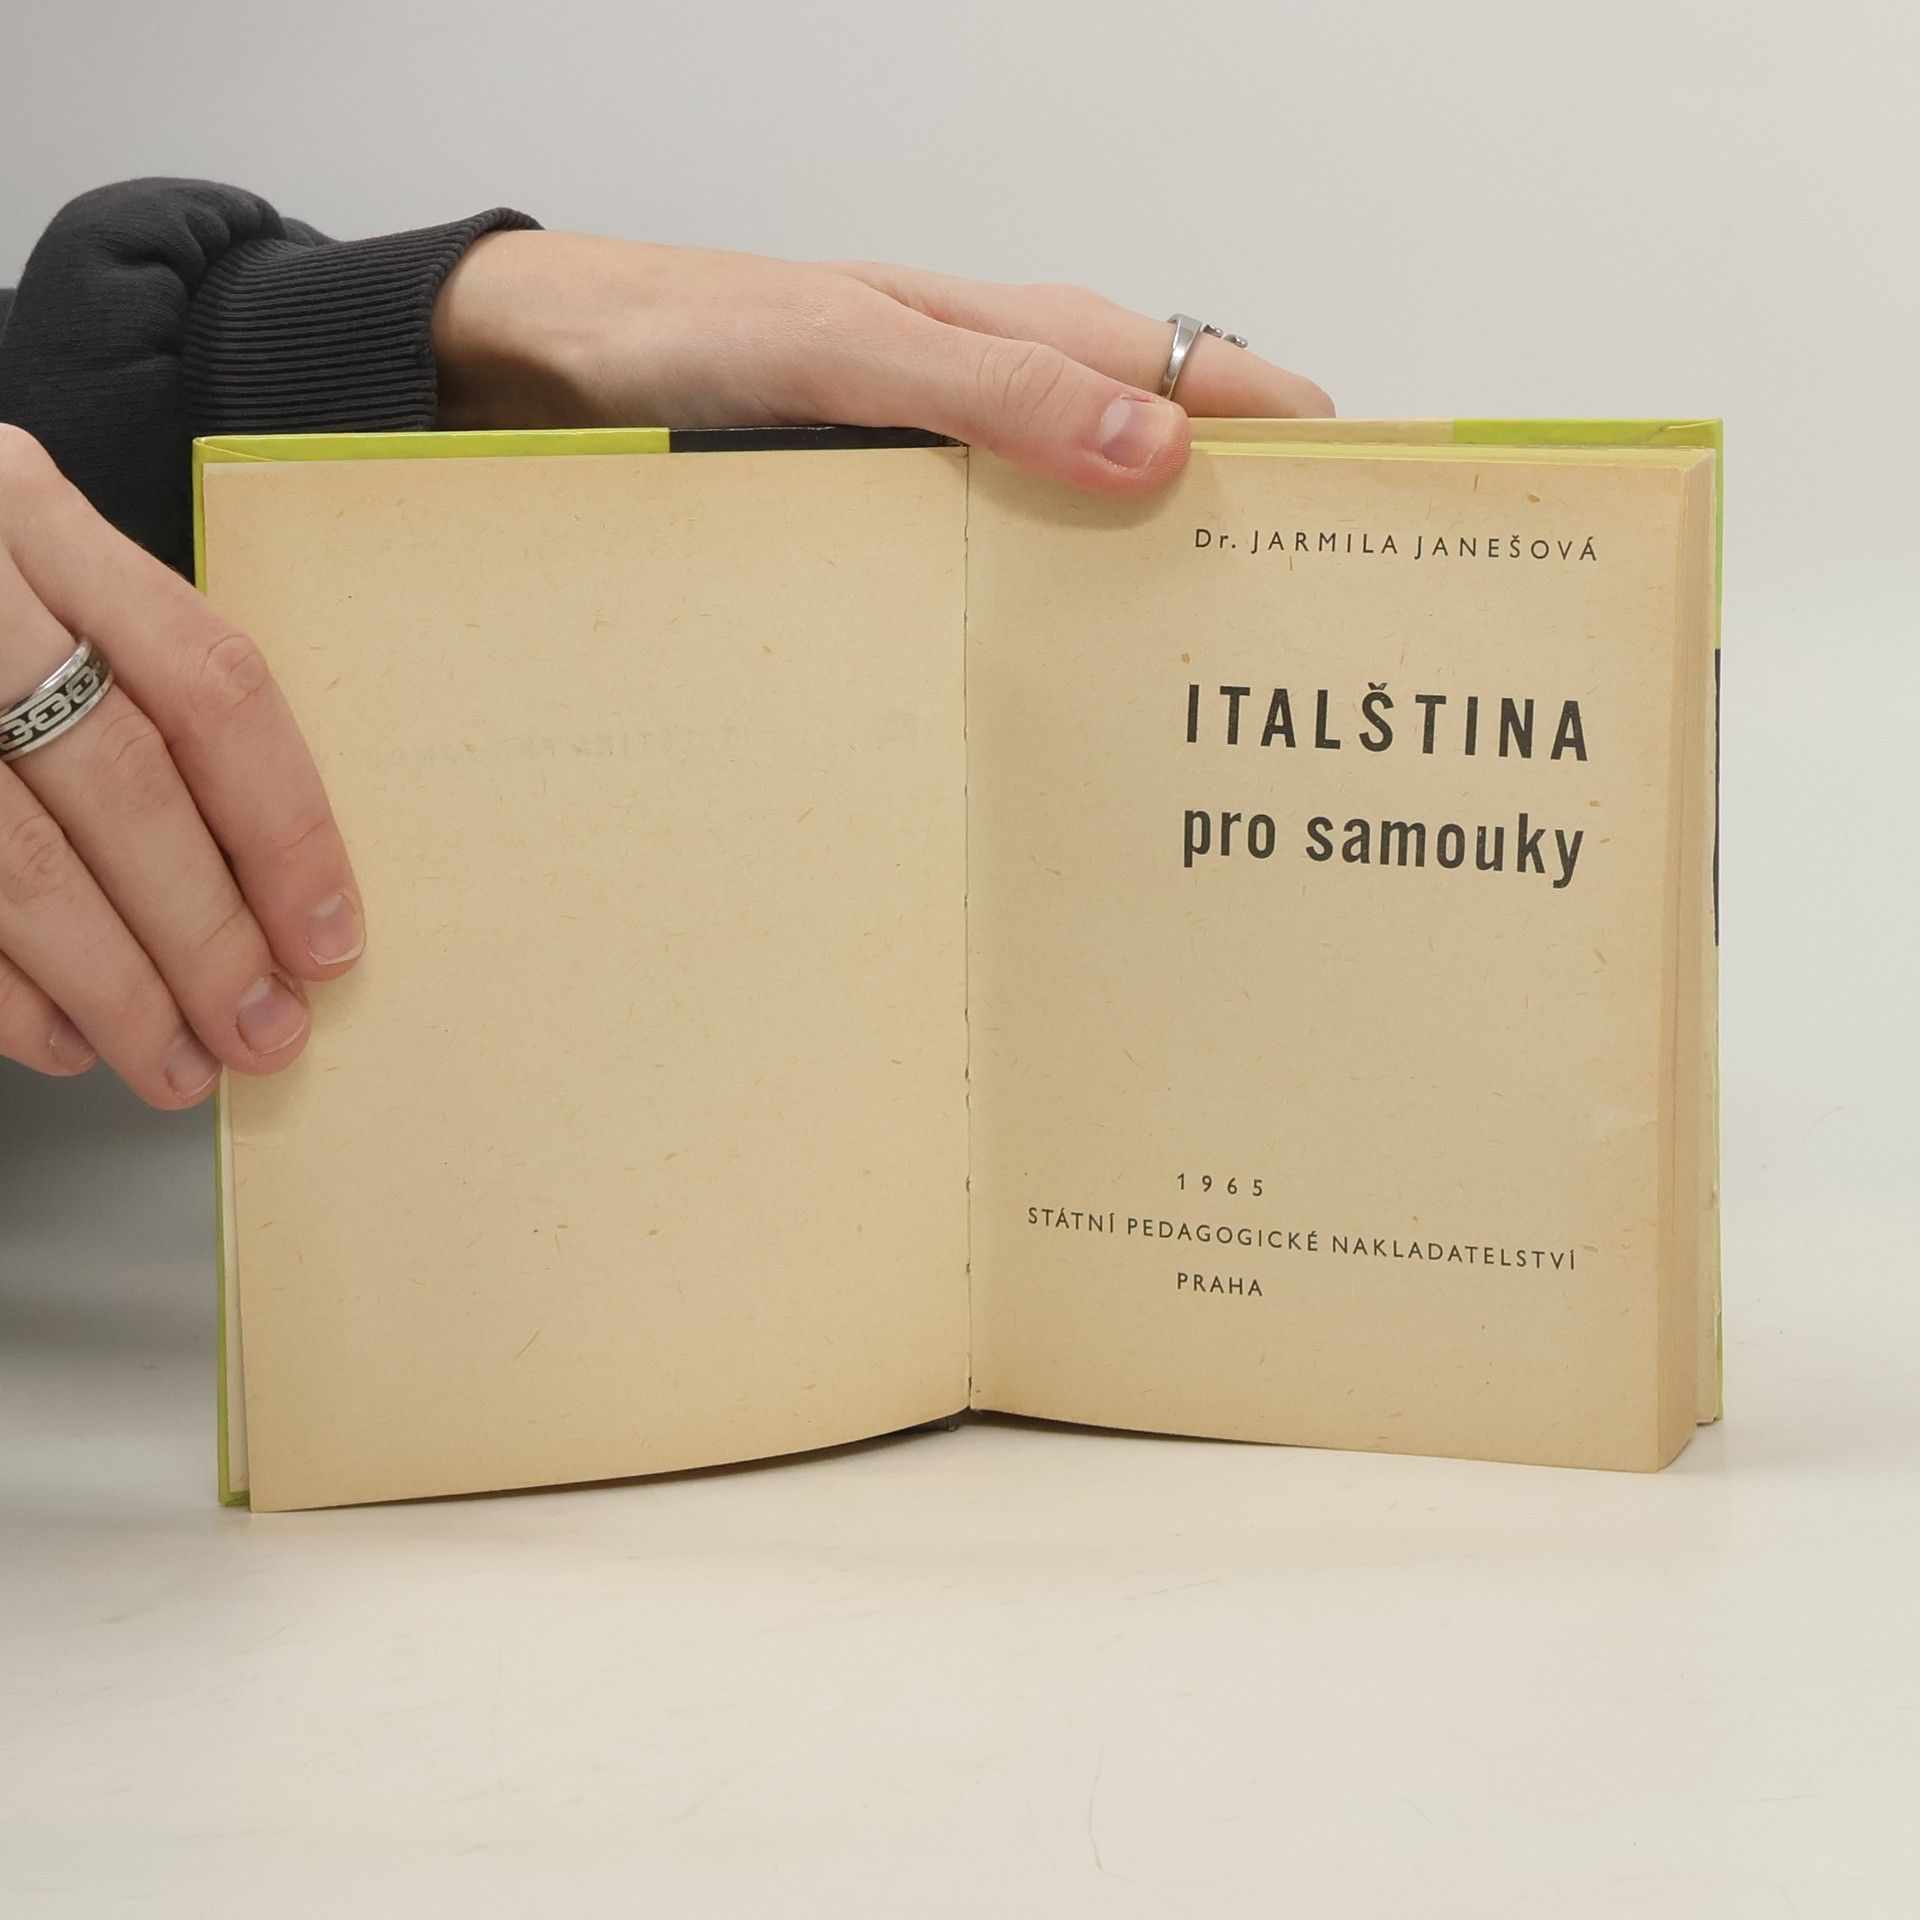 Dr. JARMILA JANEŠOVÁ
ITALŠTINA
pro samouky
1965
STÁTNÍ PEDAGOGICKÉ NAKLADATELSTVÍ
PRAHA